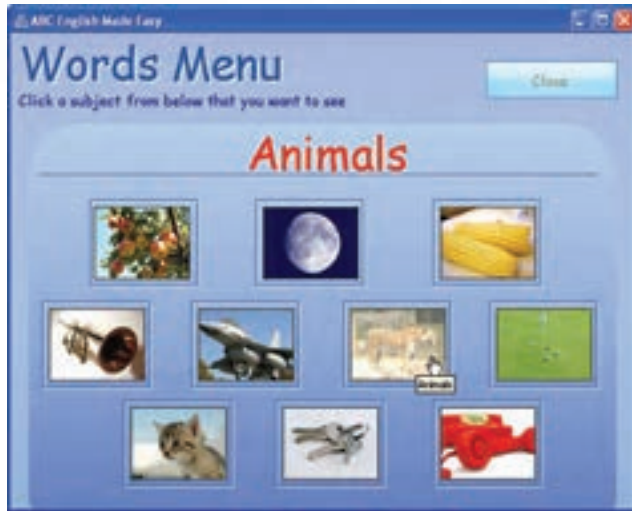 ABC English Made Easy
Words Menu
Close
Click a subject from below that you want to see
Animals
Animals